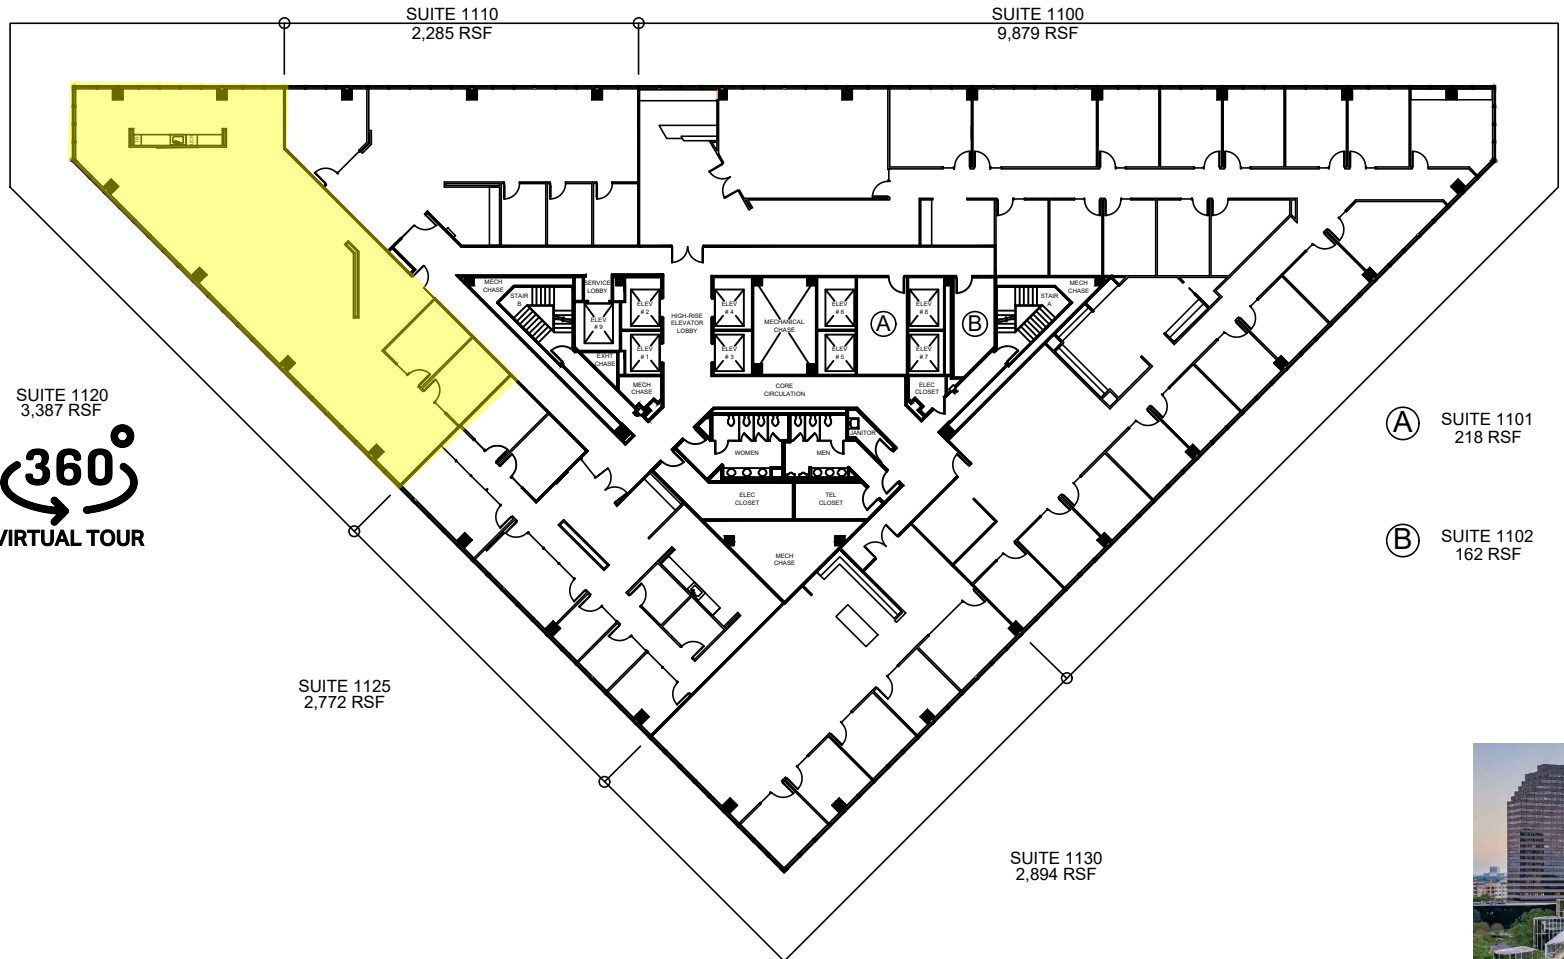 SUITE 1110
2,285 RSF
SUITE 1100
9,879 RSF
MECH
CHASE
STAIR
B
SERVICE
LOBBY
ELEV
# 9
EXHT
CHASE
ELEV
# 2
ELEV
# 1
MECH
CHASE
HIGH-RISE
ELEVATOR
LOBBY
ELEV
# 4
ELEV
# 3
MECHANICAL
CHASE
ELEV
# 6
ELEV
# 5
A
ELEV
# 8
ELEV
# 7
B
STAIR
A
MECH
CHASE
ELEC
CLOSET
CORE
CIRCULATION
WOMEN
MEN
JANITOR
ELEC
CLOSET
TEL
CLOSET
MECH
CHASE
SUITE 1120
3,387 RSF
360°
VIRTUAL TOUR
A
SUITE 1101
218 RSF
B
SUITE 1102
162 RSF
SUITE 1125
2,772 RSF
SUITE 1130
2,894 RSF